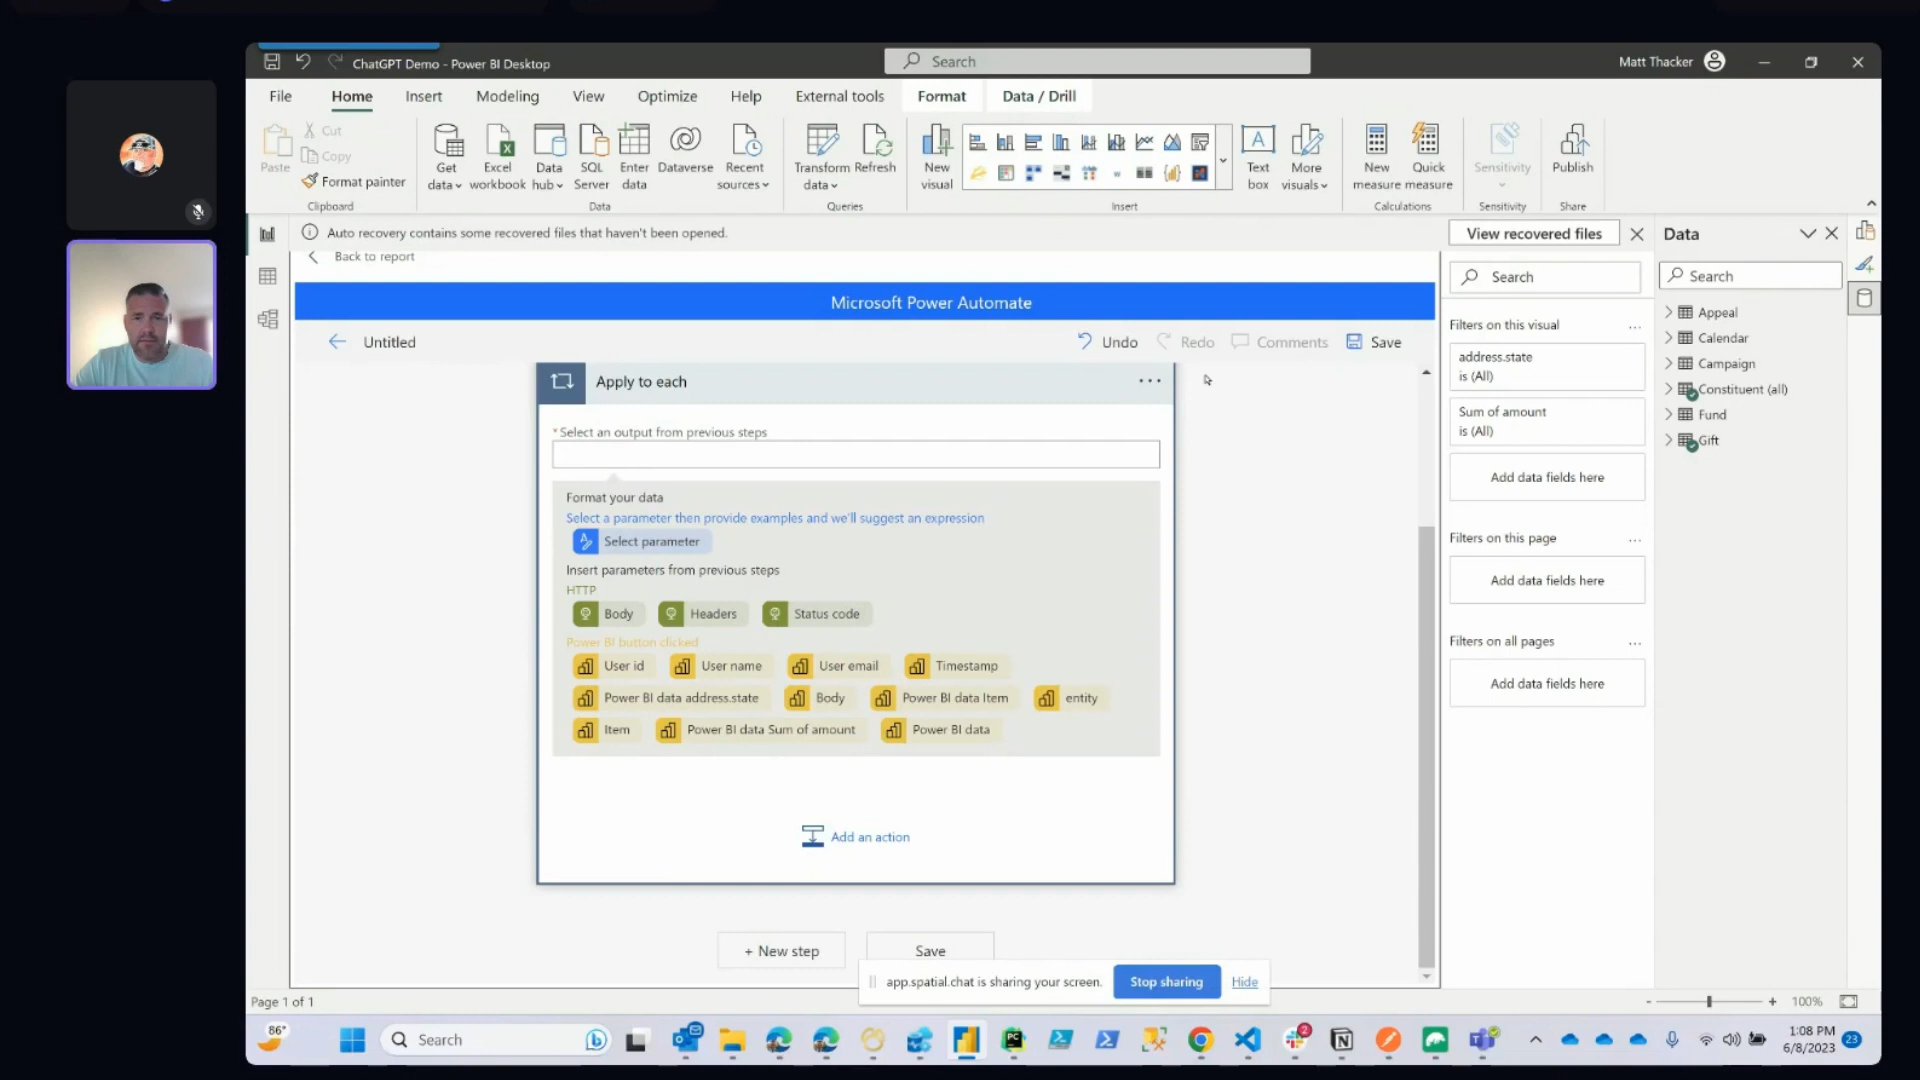 ChatGPT Demo - Power BI Desktop
Search
Matt Thacker
File
Home
Insert
Modeling
View
Optimize
Help
External tools
Format
Data / Drill
Paste
Cut
Copy
Format painter
Clipboard
Get data
Excel workbook
Data hub
SQL Server
Enter data
Dataverse
Recent sources
Data
Transform data
Refresh
Queries
New visual
Text box
More visuals
Insert
New measure
Quick measure
Calculations
Sensitivity
Sensitivity
Publish
Share
Auto recovery contains some recovered files that haven't been opened.
View recovered files
Back to report
Microsoft Power Automate
Untitled
Undo
Redo
Comments
Save
Apply to each
* Select an output from previous steps
Format your data
Select a parameter then provide examples and we'll suggest an expression
Select parameter
Insert parameters from previous steps
HTTP
Body
Headers
Status code
Power BI button clicked
User id
User name
User email
Timestamp
Power BI data address.state
Body
Power BI data Item
entity
Item
Power BI data Sum of amount
Power BI data
Add an action
+ New step
Save
Search
Filters on this visual
address.state
is (All)
Sum of amount
is (All)
Add data fields here
Filters on this page
Add data fields here
Filters on all pages
Add data fields here
Data
Search
Appeal
Calendar
Campaign
Constituent (all)
Fund
Gift
app.spatial.chat is sharing your screen.
Stop sharing
Hide
Page 1 of 1
- + 100%
86°
Search
2
N
PC
1:08 PM
6/8/2023
23